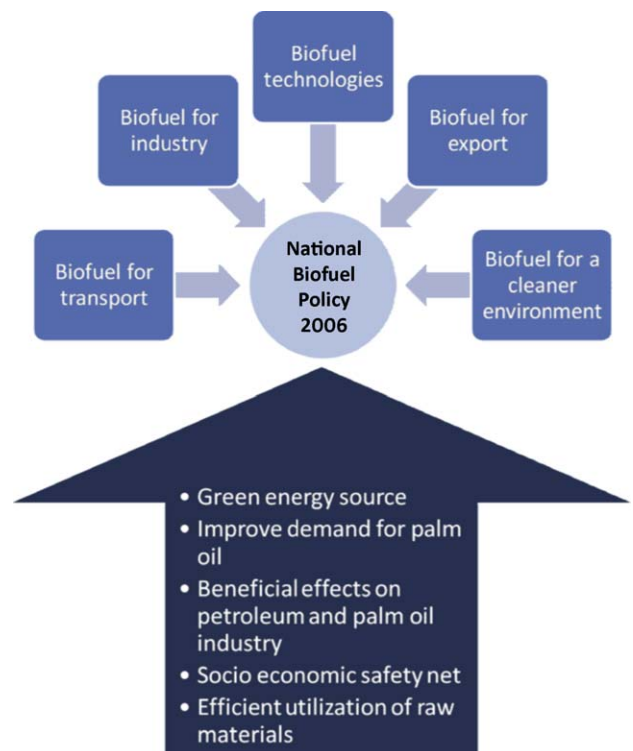 Biofuel
technologies
Biofuel for
industry
Biofuel for
export
Biofuel for
transport
National
Biofuel
Policy
2006
Biofuel for a
cleaner
environment
• Green energy source
• Improve demand for palm
oil
• Beneficial effects on
petroleum and palm oil
industry
• Socio economic safety net
• Efficient utilization of raw
materials